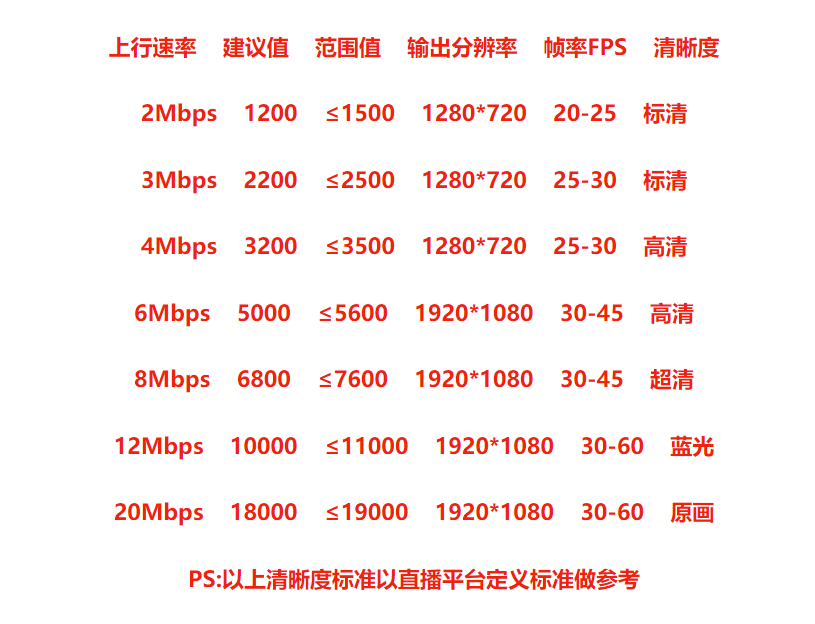 上行速率 建议值 范围值 输出分辨率 帧率FPS 清晰度
2Mbps 1200 ≤1500 1280*720 20-25 标清
3Mbps 2200 ≤2500 1280*720 25-30 标清
4Mbps 3200 ≤3500 1280*720 25-30 高清
6Mbps 5000 ≤5600 1920*1080 30-45 高清
8Mbps 6800 ≤7600 1920*1080 30-45 超清
12Mbps 10000 ≤11000 1920*1080 30-60 蓝光
20Mbps 18000 ≤19000 1920*1080 30-60 原画
PS:以上清晰度标准以直播平台定义标准做参考